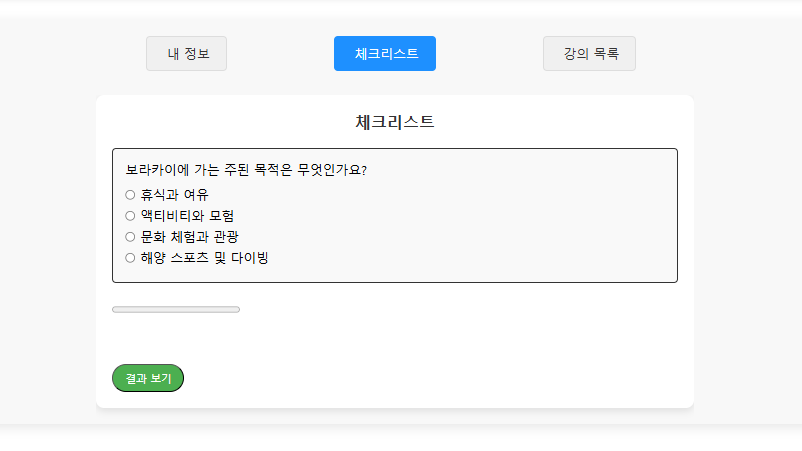 내 정보
체크리스트
강의 목록
체크리스트
보라카이에 가는 주된 목적은 무엇인가요?
휴식과 여유
액티비티와 모험
문화 체험과 관광
해양 스포츠 및 다이빙
결과 보기